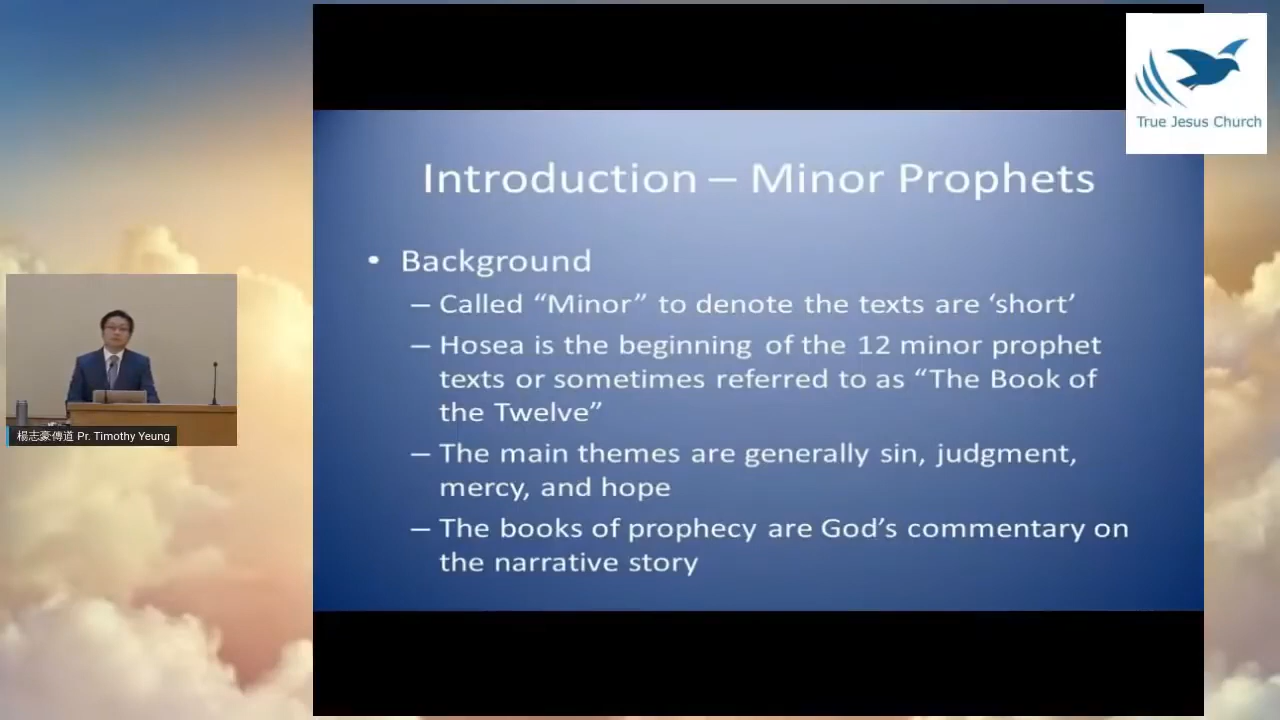 True Jesus Church
Introduction – Minor Prophets
• Background
– Called “Minor” to denote the texts are ‘short’
– Hosea is the beginning of the 12 minor prophet
texts or sometimes referred to as “The Book of
the Twelve”
– The main themes are generally sin, judgment,
mercy, and hope
– The books of prophecy are God’s commentary on
the narrative story
楊志豪傳道 Pr. Timothy Yeung